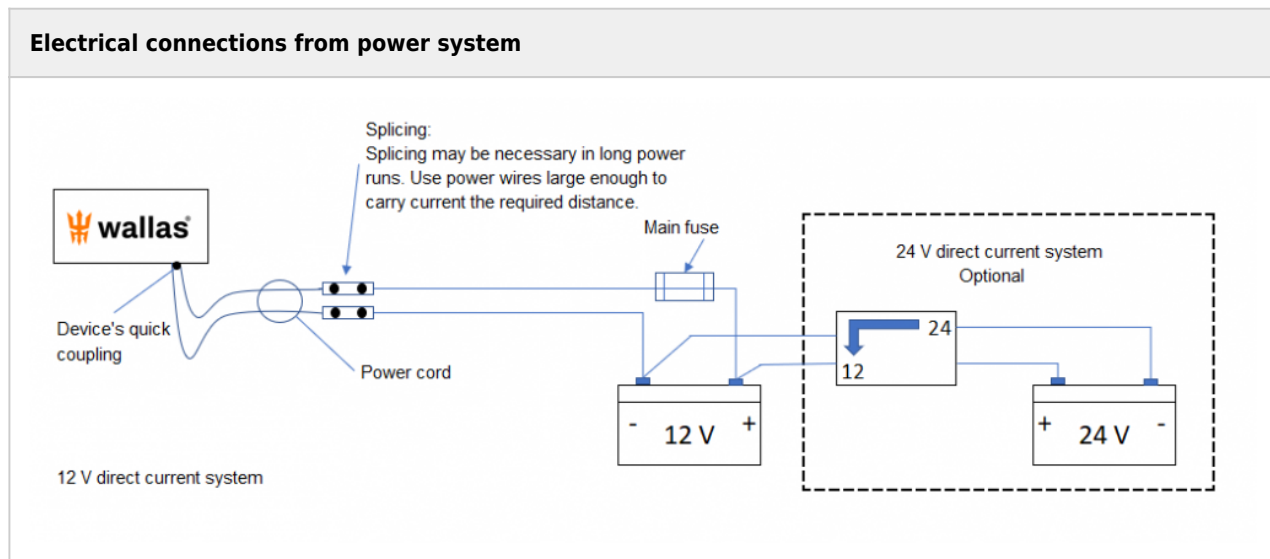 Electrical connections from power system
Splicing:
Splicing may be necessary in long power
runs. Use power wires large enough to
carry current the required distance.
Main fuse
wallas®
24 V direct current system
Optional
Device's quick
coupling
24
12
Power cord
- 12 V +
+ 24 V -
12 V direct current system